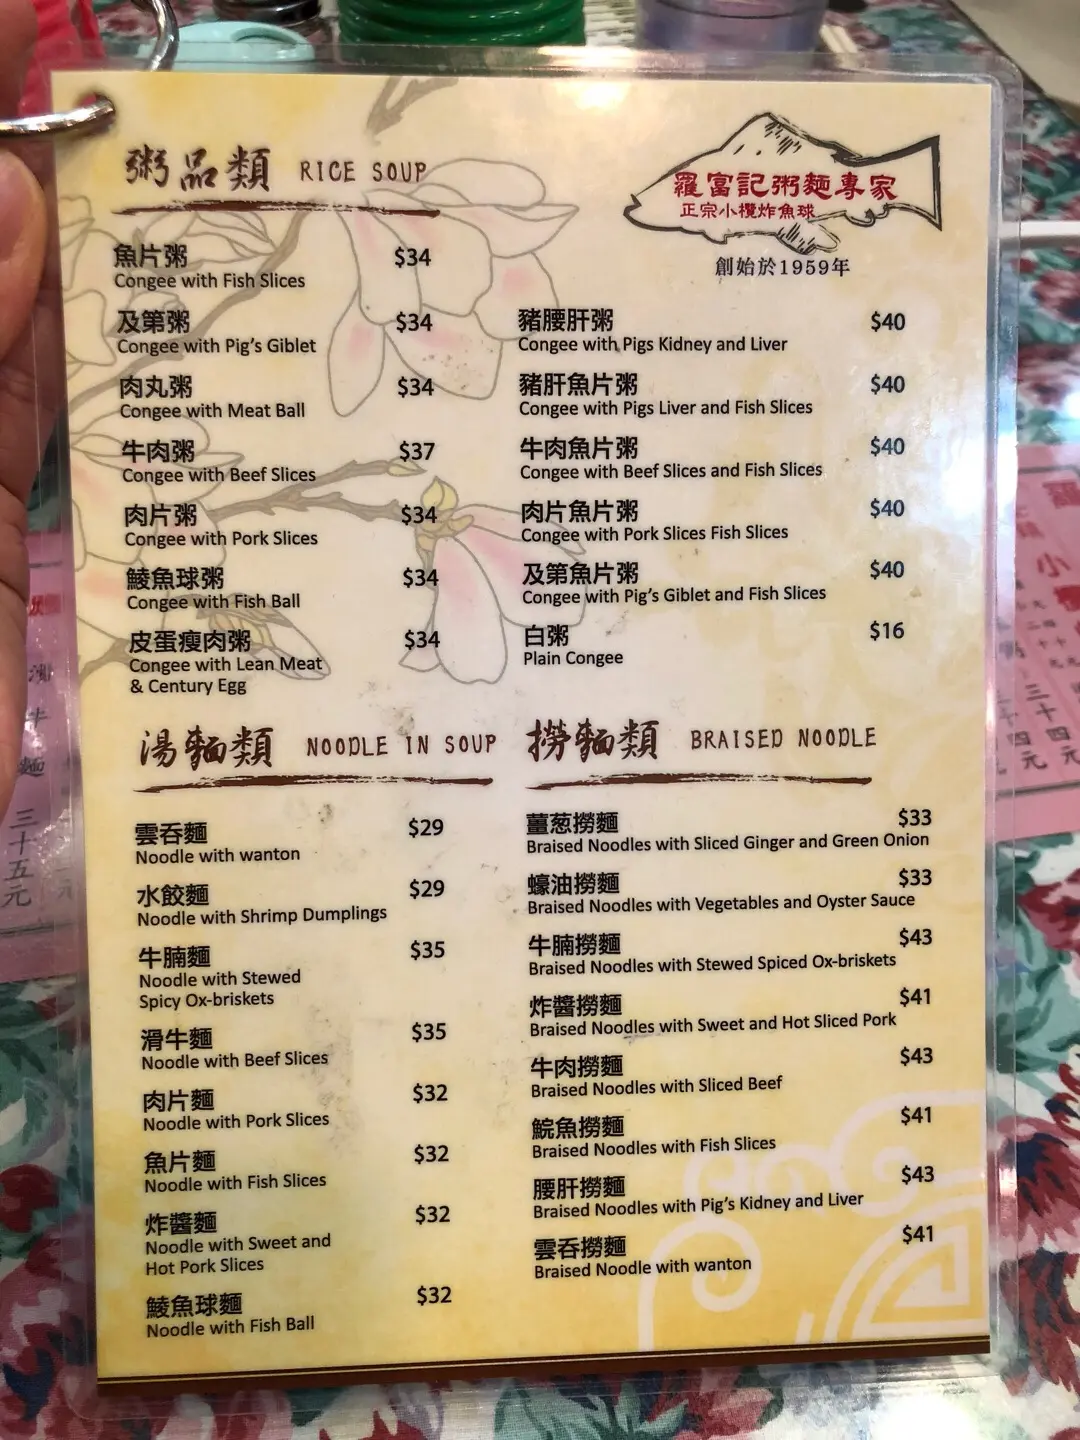 粥品類 RICE SOUP
羅富記粥麵專家
正宗小欖炸魚球
創始於1959年
魚片粥 $34
Congee with Fish Slices
及第粥 $34
Congee with Pig's Giblet
肉丸粥 $34
Congee with Meat Ball
牛肉粥 $37
Congee with Beef Slices
肉片粥 $34
Congee with Pork Slices
鯪魚球粥 $34
Congee with Fish Ball
皮蛋瘦肉粥 $34
Congee with Lean Meat
& Century Egg
豬腰肝粥 $40
Congee with Pigs Kidney and Liver
豬肝魚片粥 $40
Congee with Pigs Liver and Fish Slices
牛肉魚片粥 $40
Congee with Beef Slices and Fish Slices
肉片魚片粥 $40
Congee with Pork Slices Fish Slices
及第魚片粥 $40
Congee with Pig's Giblet and Fish Slices
白粥 $16
Plain Congee
湯麵類 NOODLE IN SOUP
雲吞麵 $29
Noodle with wanton
水餃麵 $29
Noodle with Shrimp Dumplings
牛腩麵 $35
Noodle with Stewed
Spicy Ox-briskets
滑牛麵 $35
Noodle with Beef Slices
肉片麵 $32
Noodle with Pork Slices
魚片麵 $32
Noodle with Fish Slices
炸醬麵 $32
Noodle with Sweet and
Hot Pork Slices
鯪魚球麵 $32
Noodle with Fish Ball
撈麵類 BRAISED NOODLE
薑葱撈麵 $33
Braised Noodles with Sliced Ginger and Green Onion
蠔油撈麵 $33
Braised Noodles with Vegetables and Oyster Sauce
牛腩撈麵 $43
Braised Noodles with Stewed Spiced Ox-briskets
炸醬撈麵 $41
Braised Noodles with Sweet and Hot Sliced Pork
牛肉撈麵 $43
Braised Noodles with Sliced Beef
鯇魚撈麵 $41
Braised Noodles with Fish Slices
腰肝撈麵 $43
Braised Noodles with Pig's Kidney and Liver
雲吞撈麵 $41
Braised Noodle with wanton
牛
麵
三十五元
小
三十四元